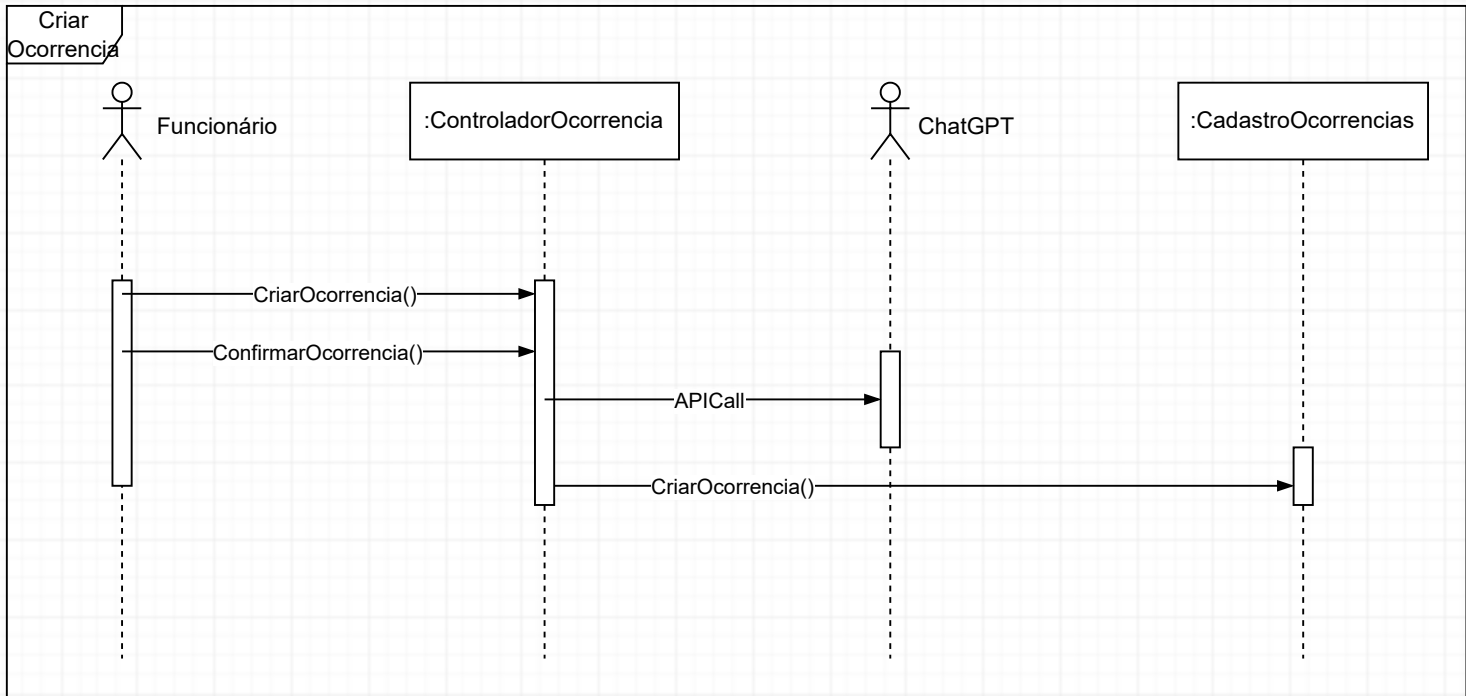 Criar
Ocorrencia
Funcionário
:ControladorOcorrencia
ChatGPT
:CadastroOcorrencias
CriarOcorrencia()
ConfirmarOcorrencia()
APICall
CriarOcorrencia()